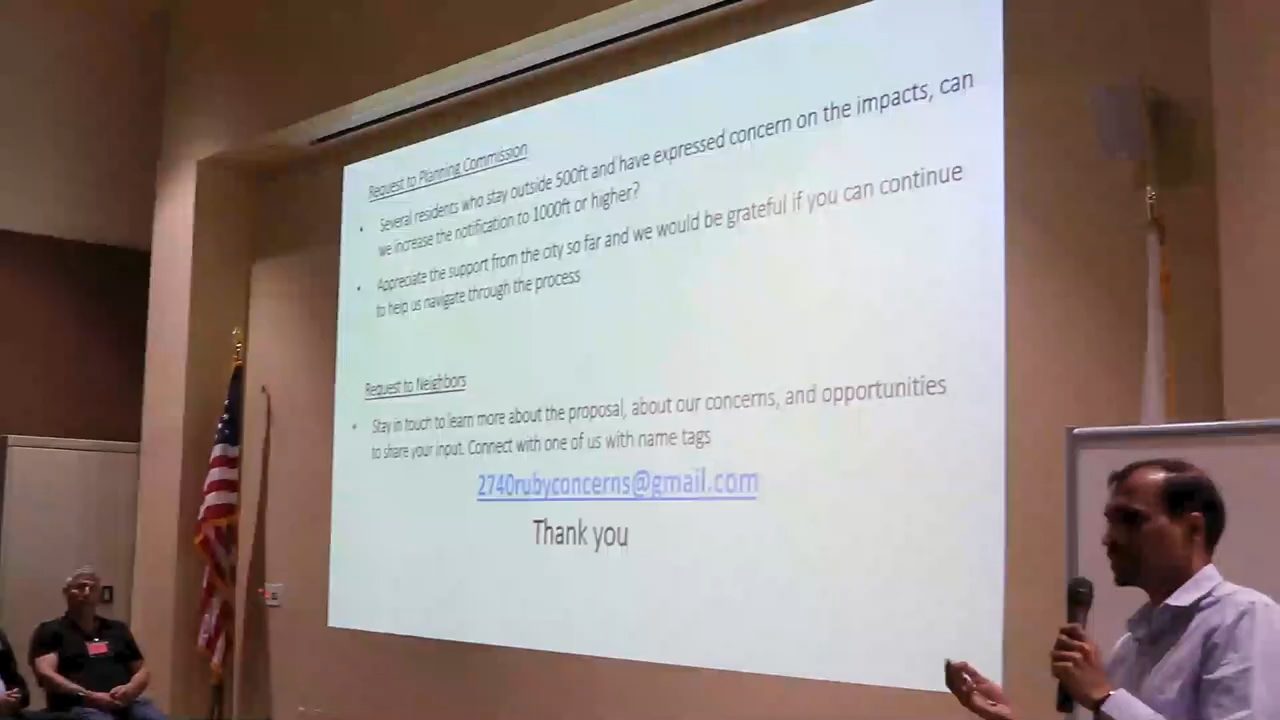 Request to Planning Commission
• Several residents who stay outside 500ft and have expressed concern on the impacts, can
we increase the notification to 1000ft or higher?
• Appreciate the support from the city so far and we would be grateful if you can continue
to help us navigate through the process
Request to Neighbors
• Stay in touch to learn more about the proposal, about our concerns, and opportunities
to share your input. Connect with one of us with name tags
2740rubyconcerns@gmail.com
Thank you